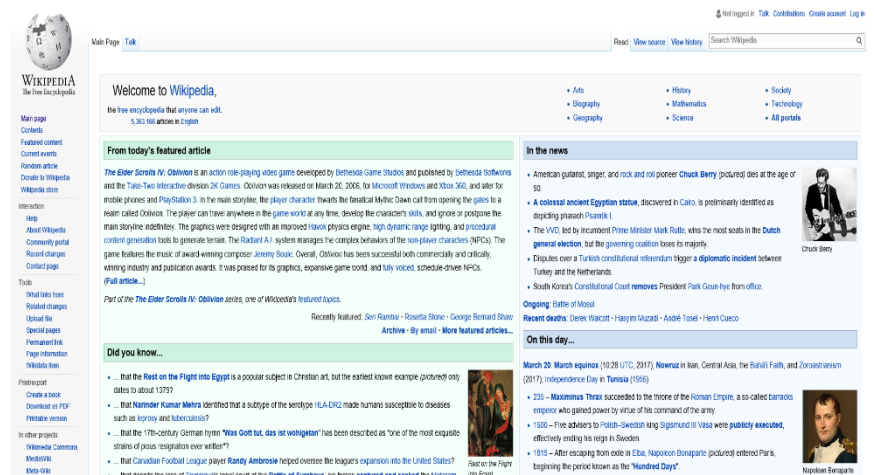 Not logged in Talk Contributions Create account Log in
Main Page Talk
Read View source View history Search Wikipedia
WIKIPEDIA
The Free Encyclopedia
Main page
Contents
Featured content
Current events
Random article
Donate to Wikipedia
Wikipedia store
Interaction
Help
About Wikipedia
Community portal
Recent changes
Contact page
Tools
What links here
Related changes
Upload file
Special pages
Permanent link
Page information
Wikidata item
Print/export
Create a book
Download as PDF
Printable version
In other projects
Wikimedia Commons
MediaWiki
Meta-Wiki
Welcome to Wikipedia,
the free encyclopedia that anyone can edit.
5,363,166 articles in English
• Arts
• Biography
• Geography
• History
• Mathematics
• Science
• Society
• Technology
• All portals
From today's featured article
The Elder Scrolls IV: Oblivion is an action role-playing video game developed by Bethesda Game Studios and published by Bethesda Softworks
and the Take-Two Interactive division 2K Games. Oblivion was released on March 20, 2006, for Microsoft Windows and Xbox 360, and later for
mobile phones and PlayStation 3. In the main storyline, the player character thwarts the fanatical Mythic Dawn cult from opening the gates to a
realm called Oblivion. The player can travel anywhere in the game world at any time, develop the character's skills, and ignore or postpone the
main storyline indefinitely. The graphics were designed with an improved Havok physics engine, high dynamic range lighting, and procedural
content generation tools to generate terrain. The Radiant A.I. system manages the complex behaviors of the non-player characters (NPCs). The
game features the music of award-winning composer Jeremy Soule. Overall, Oblivion has been successful both commercially and critically,
winning industry and publication awards. It was praised for its graphics, expansive game world, and fully voiced, schedule-driven NPCs.
(Full article...)
Part of the The Elder Scrolls IV: Oblivion series, one of Wikipedia's featured topics.
Recently featured: Seri Rambai • Rosetta Stone • George Bernard Shaw
Archive • By email • More featured articles...
Did you know...
• ... that the Rest on the Flight into Egypt is a popular subject in Christian art, but the earliest known example (pictured) only
dates to about 1379?
• ... that Narinder Kumar Mehra identified that a subtype of the serotype HLA-DR2 made humans susceptible to diseases
such as leprosy and tuberculosis?
• ... that the 17th-century German hymn "Was Gott tut, das ist wohlgetan" has been described as "one of the most exquisite
strains of pious resignation ever written"?
• ... that Canadian Football League player Randy Ambrosie helped oversee the league's expansion into the United States?
Rest on the Flight
In the news
• American guitarist, singer, and rock and roll pioneer Chuck Berry (pictured) dies at the age of
90.
• A colossal ancient Egyptian statue, discovered in Cairo, is preliminarily identified as
depicting pharaoh Psamtik I.
• The VVD, led by incumbent Prime Minister Mark Rutte, wins the most seats in the Dutch
general election, but the governing coalition loses its majority.
• Disputes over a Turkish constitutional referendum trigger a diplomatic incident between
Turkey and the Netherlands.
• South Korea's Constitutional Court removes President Park Geun-hye from office.
Chuck Berry
Ongoing: Battle of Mosul
Recent deaths: Derek Walcott • Hasyim Muzadi • André Tosel • Henri Cueco
On this day...
March 20: March equinox (10:28 UTC, 2017); Nowruz in Iran, Central Asia, the Bahá'í Faith, and Zoroastrianism
(2017); Independence Day in Tunisia (1956)
• 235 – Maximinus Thrax succeeded to the throne of the Roman Empire, a so-called barracks
emperor who gained power by virtue of his command of the army.
• 1600 – Five advisers to Polish–Swedish king Sigismund III Vasa were publicly executed,
effectively ending his reign in Sweden.
• 1815 – After escaping from exile in Elba, Napoleon Bonaparte (pictured) entered Paris,
beginning the period known as the "Hundred Days".
Napoleon Bonaparte